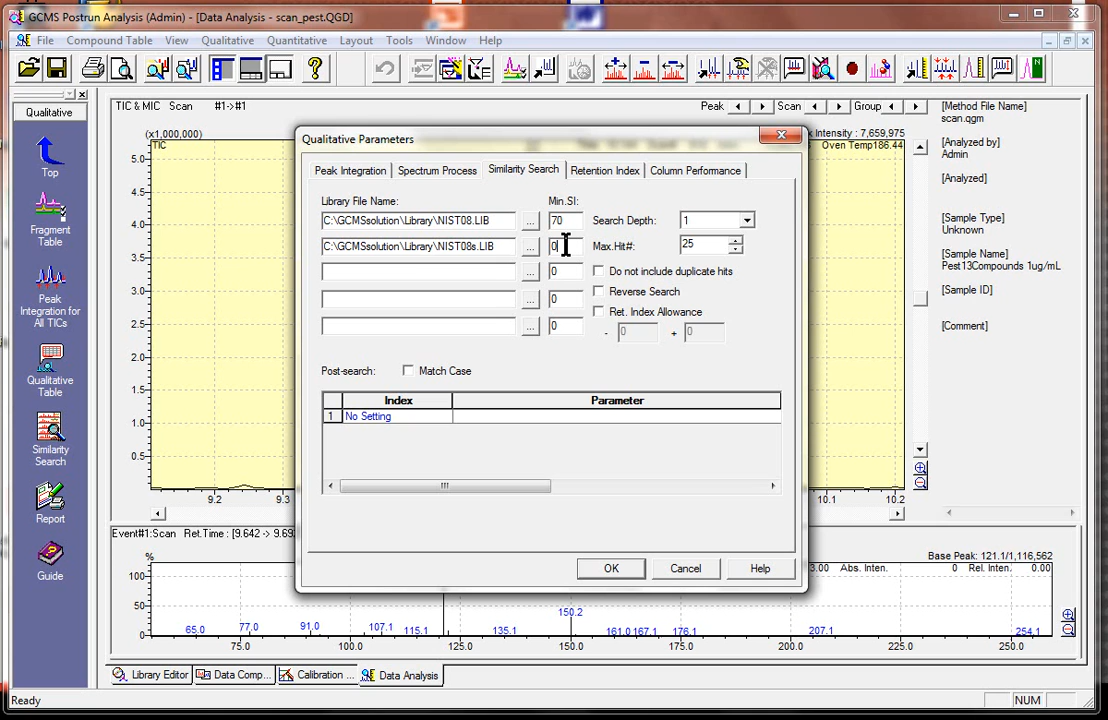 GCMS Postrun Analysis (Admin) - [Data Analysis - scan_pest.QGD]
File Compound Table View Qualitative Quantitative Layout Tools Window Help
Qualitative
Top
Fragment
Table
Peak
Integration for
All TICs
Qualitative
Table
Similarity
Search
Report
Guide
TIC & MIC Scan #1->#1
Peak Scan Group
(x1,000,000)
TIC
Intensity : 7,659,975
Oven Temp186.44
5.0
4.5
4.0
3.5
3.0
2.5
2.0
1.5
1.0
0.5
9.2 9.3 10.1 10.2
[Method File Name]
scan.qgm
[Analyzed by]
Admin
[Analyzed]
[Sample Type]
Unknown
[Sample Name]
Pest13Compounds 1ug/mL
[Sample ID]
[Comment]
Qualitative Parameters
Peak Integration Spectrum Process Similarity Search Retention Index Column Performance
Library File Name: Min.SI:
C:\GCMSsolution\Library\NIST08.LIB ... 70 Search Depth: 1
C:\GCMSsolution\Library\NIST08s.LIB ... 0 Max.Hit#: 25
... 0 Do not include duplicate hits
... 0 Reverse Search
... 0 Ret. Index Allowance
- 0 + 0
Post-search: Match Case
Index Parameter
1 No Setting
OK Cancel Help
Event#1:Scan Ret.Time : [9.642 -> 9.69
Base Peak: 121.1/1,116,562
3.00 Abs. Inten. 0 Rel. Inten. 0.00
%
100
50
0
65.0 77.0 91.0 107.1 115.1 135.1 150.2 161.0 167.1 176.1 207.1 254.1
75.0 100.0 125.0 150.0 175.0 200.0 225.0 250.0
Library Editor Data Comp... Calibration ... Data Analysis
Ready NUM